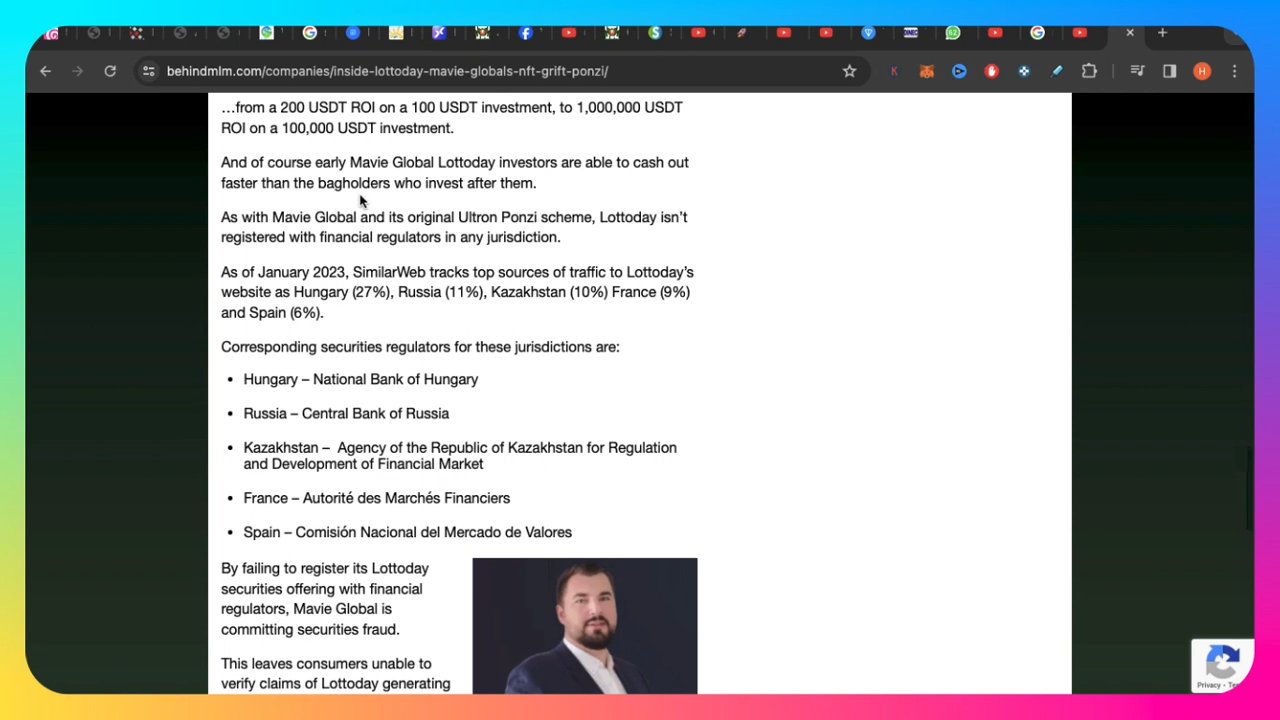 behindmlm.com/companies/inside-lottoday-mavie-globals-nft-grift-ponzi/
…from a 200 USDT ROI on a 100 USDT investment, to 1,000,000 USDT
ROI on a 100,000 USDT investment.
And of course early Mavie Global Lottoday investors are able to cash out
faster than the bagholders who invest after them.
As with Mavie Global and its original Ultron Ponzi scheme, Lottoday isn’t
registered with financial regulators in any jurisdiction.
As of January 2023, SimilarWeb tracks top sources of traffic to Lottoday’s
website as Hungary (27%), Russia (11%), Kazakhstan (10%) France (9%)
and Spain (6%).
Corresponding securities regulators for these jurisdictions are:
• Hungary – National Bank of Hungary
• Russia – Central Bank of Russia
• Kazakhstan – Agency of the Republic of Kazakhstan for Regulation
and Development of Financial Market
• France – Autorité des Marchés Financiers
• Spain – Comisión Nacional del Mercado de Valores
By failing to register its Lottoday
securities offering with financial
regulators, Mavie Global is
committing securities fraud.
This leaves consumers unable to
verify claims of Lottoday generating
H
Privacy